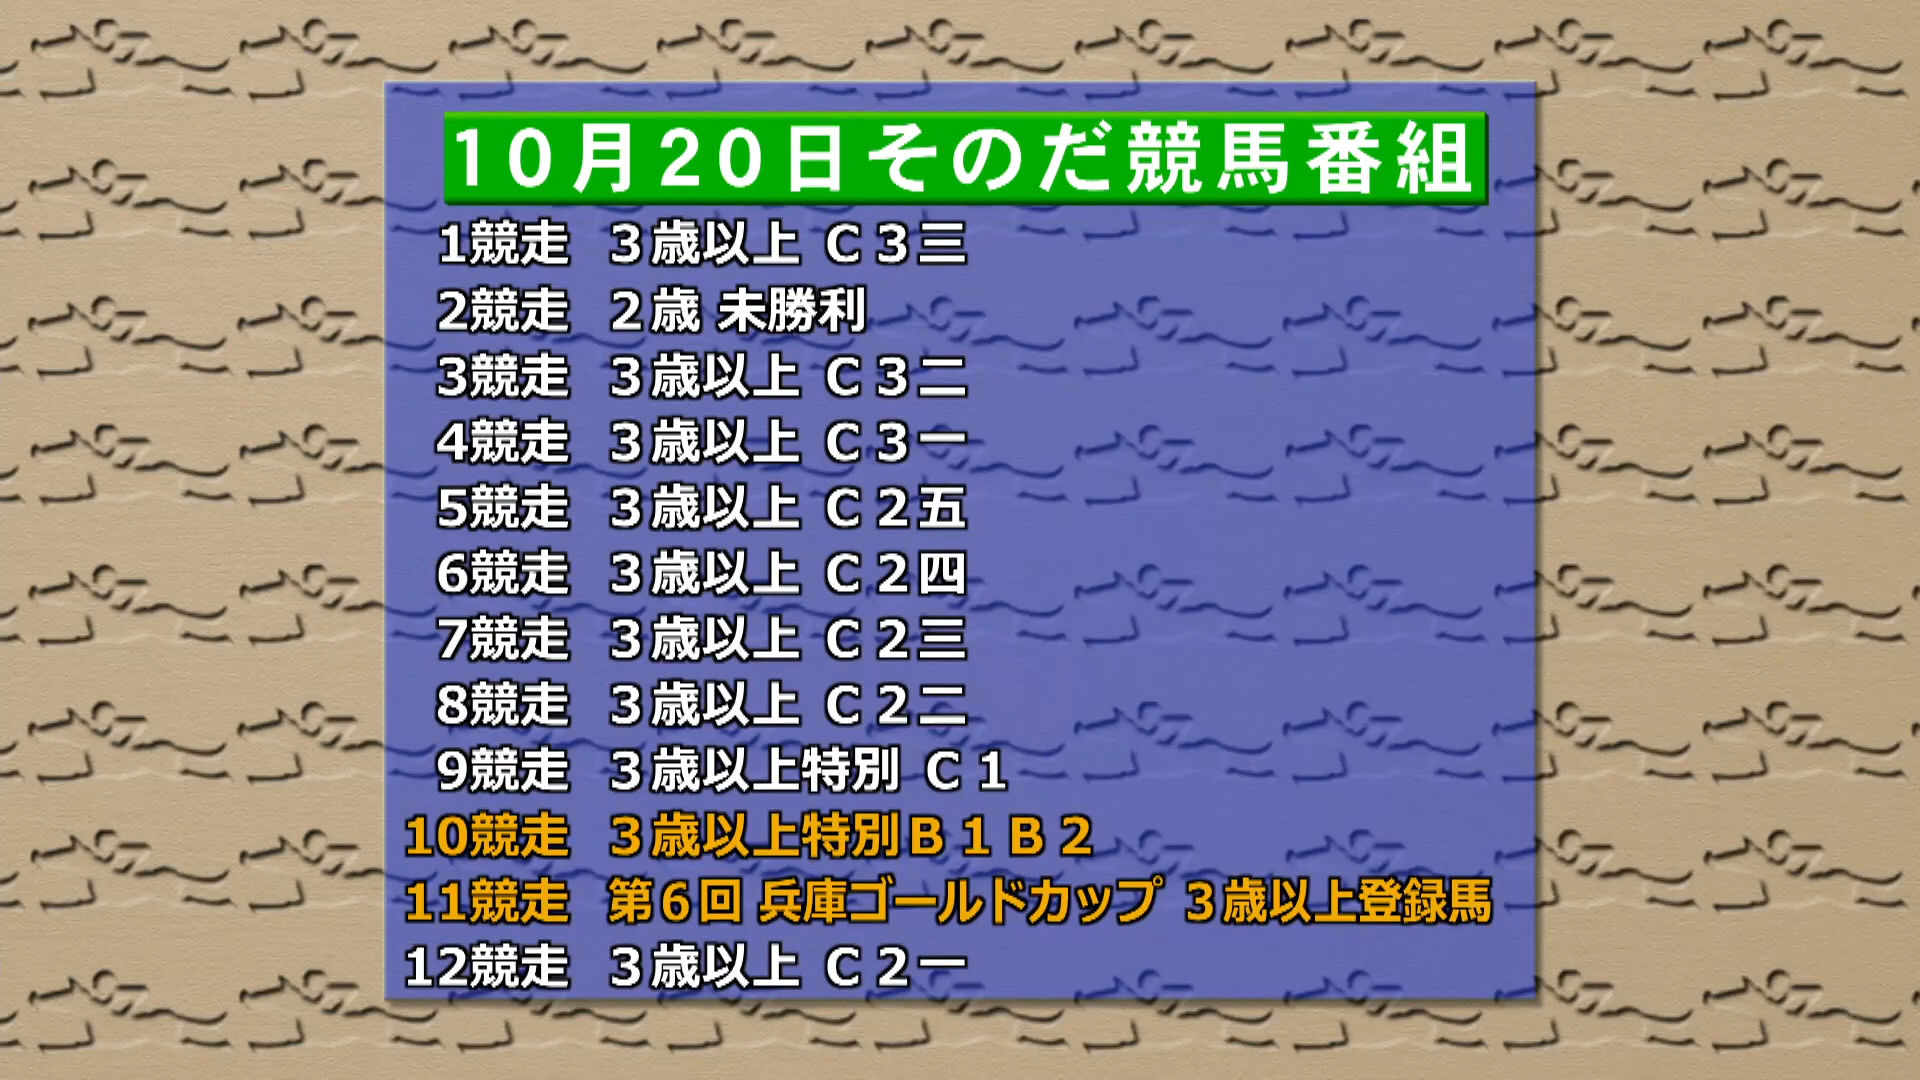 10月20日そのだ競馬番組
1競走 3歳以上 C3三
2競走 2歳 未勝利
3競走 3歳以上 C3二
4競走 3歳以上 C3一
5競走 3歳以上 C2五
6競走 3歳以上 C2四
7競走 3歳以上 C2三
8競走 3歳以上 C2二
9競走 3歳以上特別 C1
10競走 3歳以上特別B1B2
11競走 第6回 兵庫ゴールドカップ 3歳以上登録馬
12競走 3歳以上 C2一